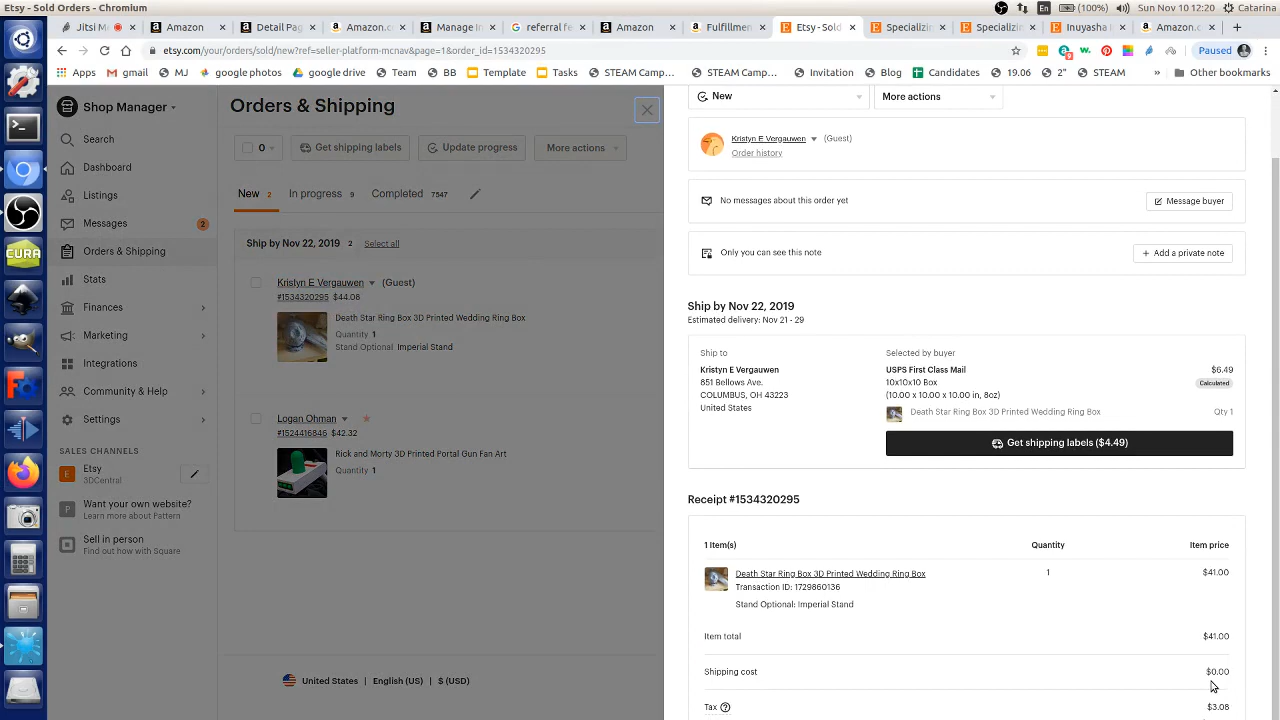 Etsy - Sold Orders - Chromium
En
(100%)
Sun Nov 10 12:20
Catarina
Jitsi M
Amazon
Detail Pag
Amazon.c
Manage
referral fe
Amazon
Fulfillmen
Etsy - Sold
Specializin
Specializin
Inuyasha
Amazon.c
etsy.com/your/orders/sold/new?ref=seller-platform-mcnav&page=1&order_id=1534320295
Paused
Apps
gmail
MJ
google photos
google drive
Team
BB
Template
Tasks
STEAM Camp...
STEAM Camp...
Invitation
Blog
Candidates
19.06
2"
STEAM
»
Other bookmarks
Shop Manager
Search
Dashboard
Listings
Messages
2
Orders & Shipping
Stats
Finances
Marketing
Integrations
Community & Help
Settings
SALES CHANNELS
E
Etsy
3DCentral
P
Want your own website?
Learn more about Pattern
Sell in person
Find out how with Square
Orders & Shipping
0
Get shipping labels
Update progress
More actions
New 2
In progress 9
Completed 7547
Ship by Nov 22, 2019 2 Select all
Kristyn E Vergauwen (Guest)
#1534320295 $44.08
Death Star Ring Box 3D Printed Wedding Ring Box
Quantity 1
Stand Optional Imperial Stand
Logan Ohman
#1524416846 $42.32
Rick and Morty 3D Printed Portal Gun Fan Art
Quantity 1
United States | English (US) | $ (USD)
New
More actions
Kristyn E Vergauwen (Guest)
Order history
No messages about this order yet
Message buyer
Only you can see this note
+ Add a private note
Ship by Nov 22, 2019
Estimated delivery: Nov 21 - 29
Ship to
Kristyn E Vergauwen
851 Bellows Ave.
COLUMBUS, OH 43223
United States
Selected by buyer
USPS First Class Mail
$6.49
10x10x10 Box
Calculated
(10.00 x 10.00 x 10.00 in, 8oz)
Death Star Ring Box 3D Printed Wedding Ring Box
Qty 1
Get shipping labels ($4.49)
Receipt #1534320295
1 Item(s)
Quantity
Item price
Death Star Ring Box 3D Printed Wedding Ring Box
1
$41.00
Transaction ID: 1729860136
Stand Optional: Imperial Stand
Item total
$41.00
Shipping cost
$0.00
Tax
$3.08
CURA